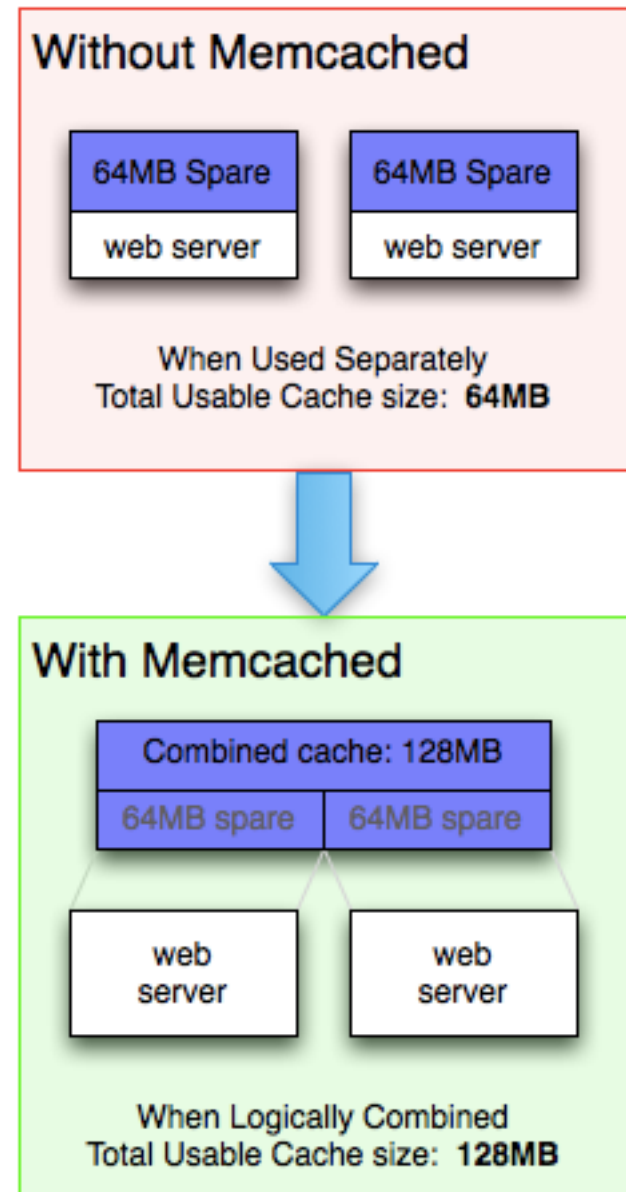 Without Memcached
64MB Spare 64MB Spare
web server web server
When Used Separately
Total Usable Cache size: 64MB
With Memcached
Combined cache: 128MB
64MB spare 64MB spare
web web
server server
When Logically Combined
Total Usable Cache size: 128MB